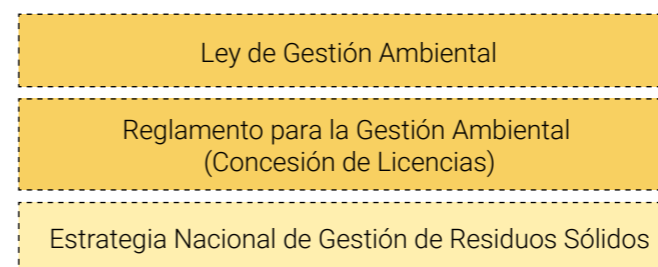 Ley de Gestión Ambiental
Reglamento para la Gestión Ambiental
(Concesión de Licencias)
Estrategia Nacional de Gestión de Residuos Sólidos